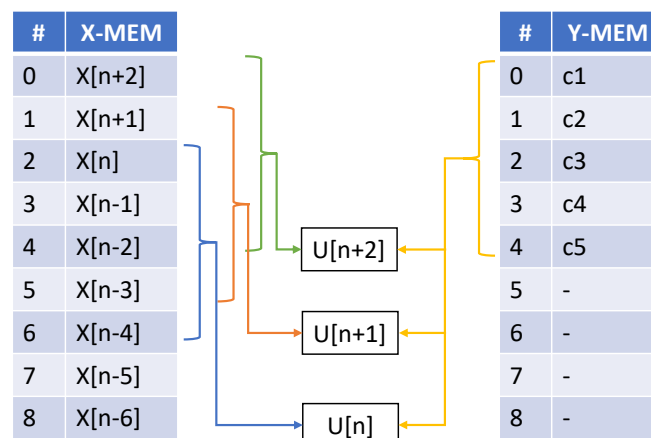 # X-MEM # Y-MEM
0 X[n+2] 0 c1
1 X[n+1] 1 c2
2 X[n] 2 c3
3 X[n-1] 3 c4
4 X[n-2] U[n+2] 4 c5
5 X[n-3] 5 -
6 X[n-4] U[n+1] 6 -
7 X[n-5] 7 -
8 X[n-6] U[n] 8 -